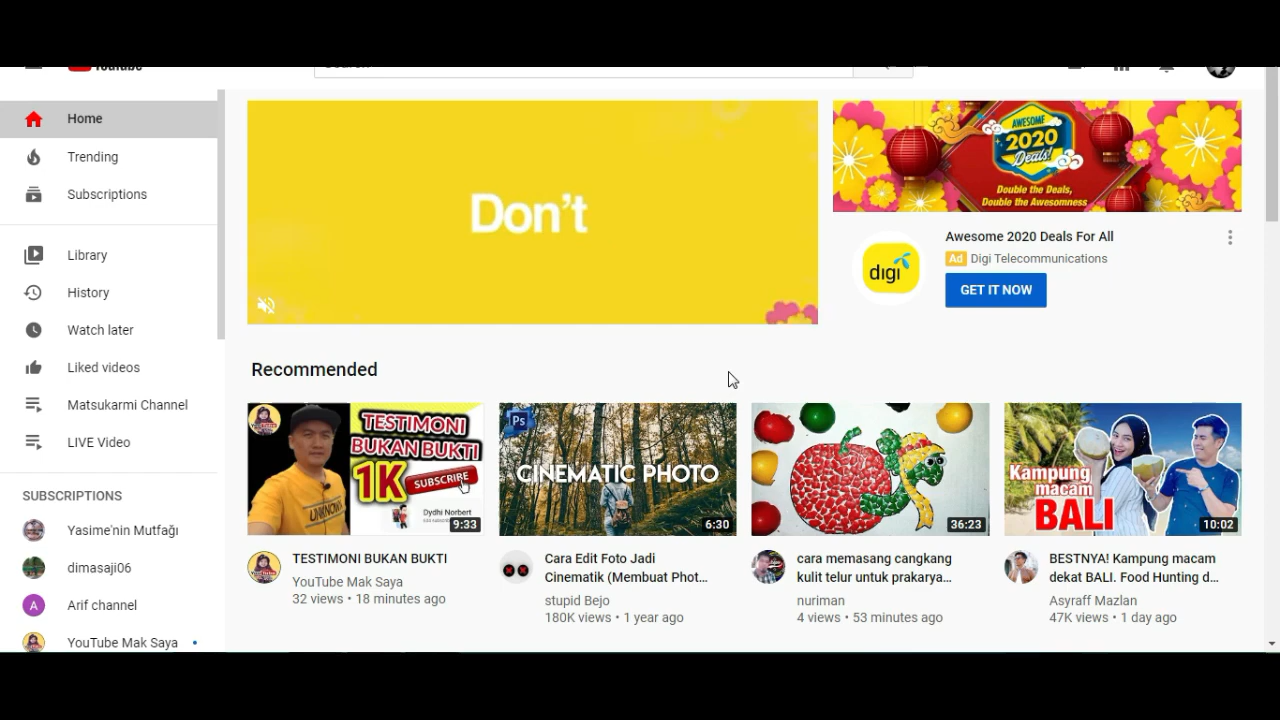 YouTube
Search
Home
Trending
Subscriptions
Library
History
Watch later
Liked videos
Matsukarmi Channel
LIVE Video
SUBSCRIPTIONS
Yasime'nin Mutfağı
dimasaji06
A
Arif channel
YouTube Mak Saya
Don't
AWESOME
2020
Deals!
Double the Deals,
Double the Awesomness
digi
Awesome 2020 Deals For All
Ad Digi Telecommunications
GET IT NOW
Recommended
TESTIMONI
BUKAN BUKTI
1K SUBSCRIBE
UNKNOWN
Dydhi Norbert
9:33
TESTIMONI BUKAN BUKTI
YouTube Mak Saya
32 views • 18 minutes ago
Ps
CINEMATIC PHOTO
6:30
Cara Edit Foto Jadi
Cinematik (Membuat Phot...
stupid Bejo
180K views • 1 year ago
36:23
cara memasang cangkang
kulit telur untuk prakarya...
nuriman
4 views • 53 minutes ago
Kampung
macam
BALI
10:02
BESTNYA! Kampung macam
dekat BALI. Food Hunting d...
Asyraff Mazlan
47K views • 1 day ago